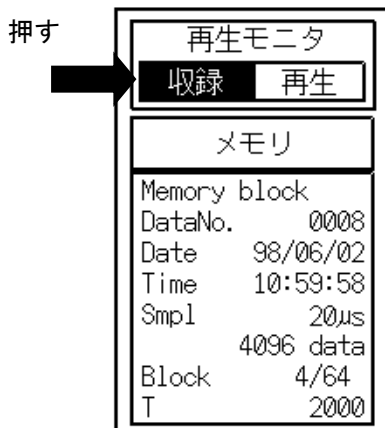 押す
再生モニタ
収録 再生
メモリ
Memory block
DataNo. 0008
Date 98/06/02
Time 10:59:58
Smpl 20μs
4096 data
Block 4/64
T 2000